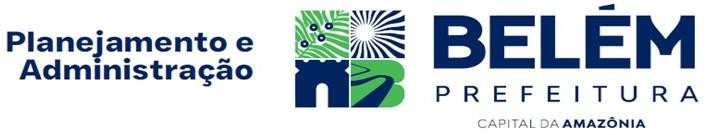 Planejamento e
Administração
BELÉM
PREFEITURA
CAPITAL DA AMAZÔNIA